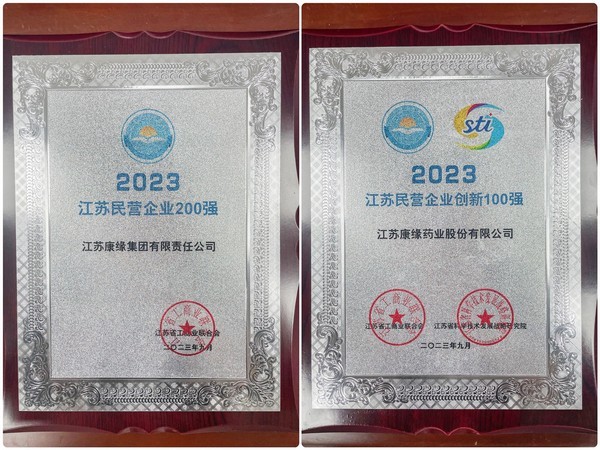 2023
江苏民营企业200强
江苏康缘集团有限责任公司
江苏省工商业联合会
二〇二三年九月
sti
2023
江苏民营企业创新100强
江苏康缘药业股份有限公司
江苏省工商业联合会 江苏省科学技术发展战略研究院
二〇二三年九月